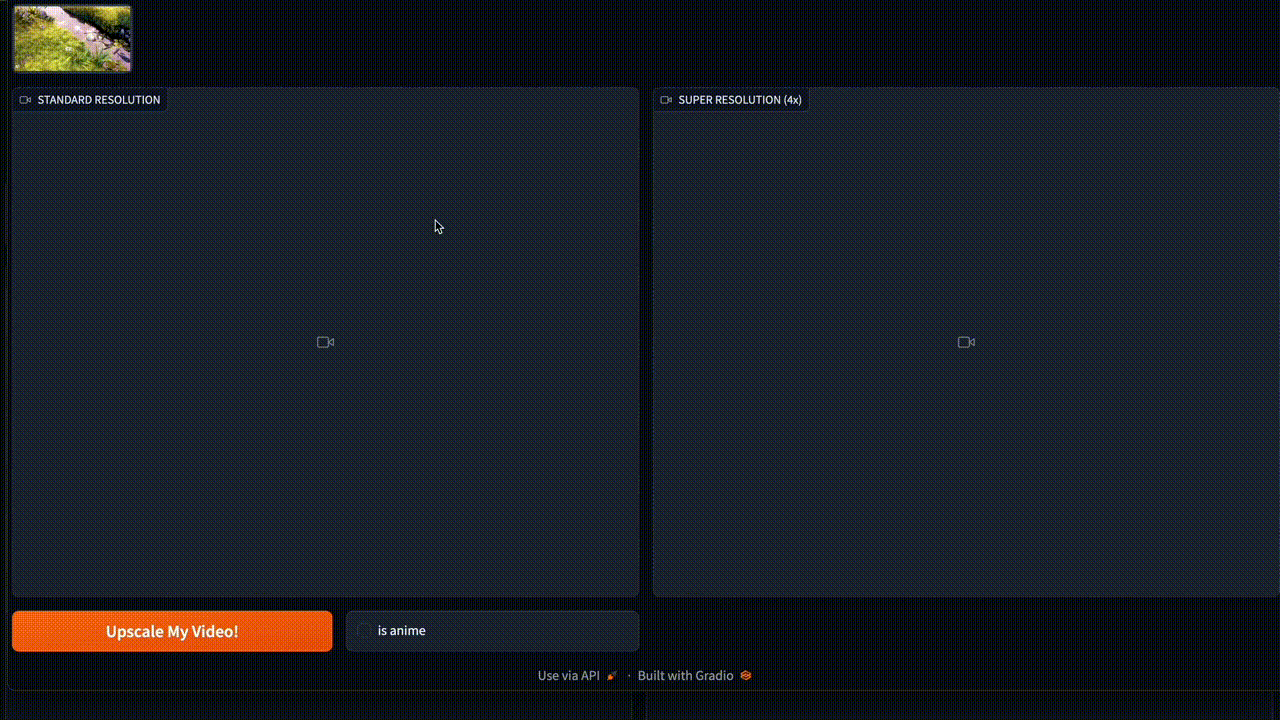 STANDARD RESOLUTION
SUPER RESOLUTION (4x)
Upscale My Video!
is anime
Use via API · Built with Gradio